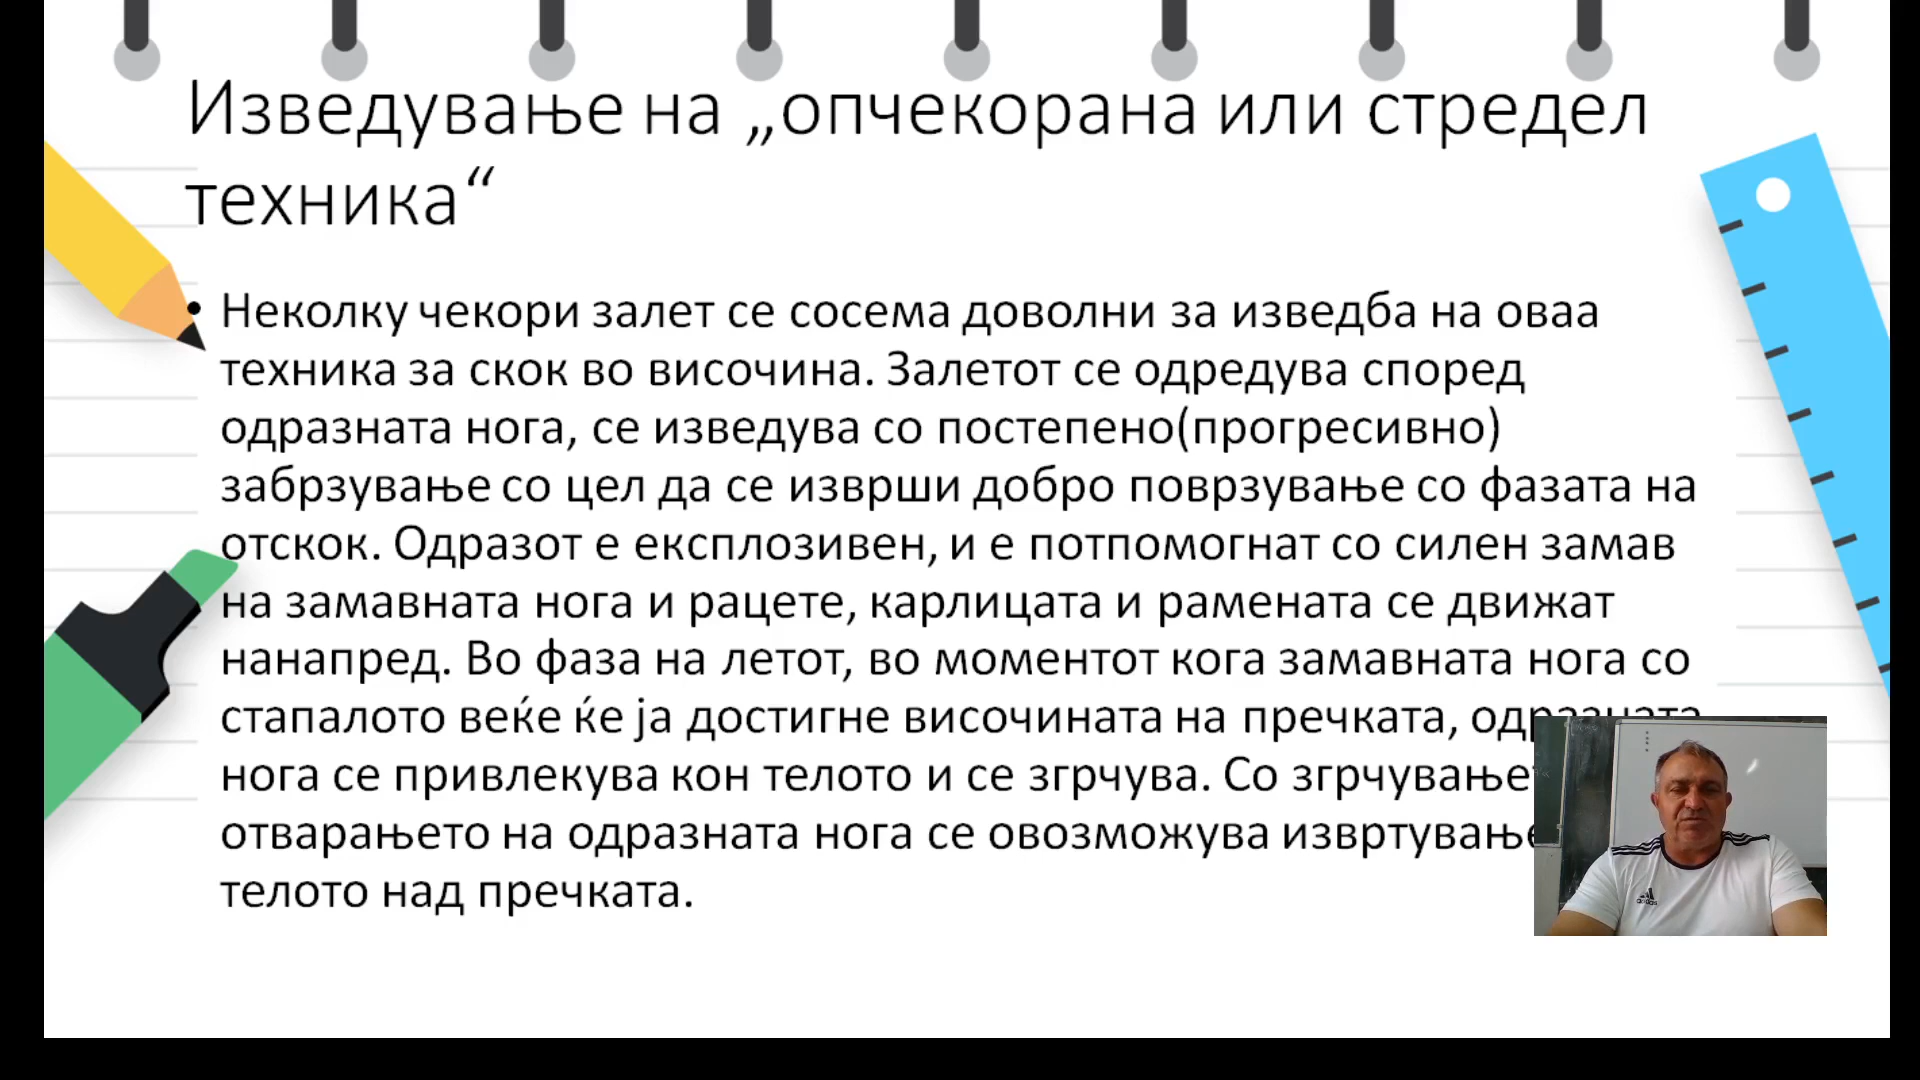 Изведување на „опчекорана или стредел
техника“
• Неколку чекори залет се сосема доволни за изведба на оваа
техника за скок во височина. Залетот се одредува според
одразната нога, се изведува со постепено(прогресивно)
забрзување со цел да се изврши добро поврзување со фазата на
отскок. Одразот е експлозивен, и е потпомогнат со силен замав
на замавната нога и рацете, карлицата и рамената се движат
нанапред. Во фаза на летот, во моментот кога замавната нога со
стапалото веќе ќе ја достигне височината на пречката, одразната
нога се привлекува кон телото и се згрчува. Со згрчување
отварањето на одразната нога се овозможува извртување
телото над пречката.
adidas